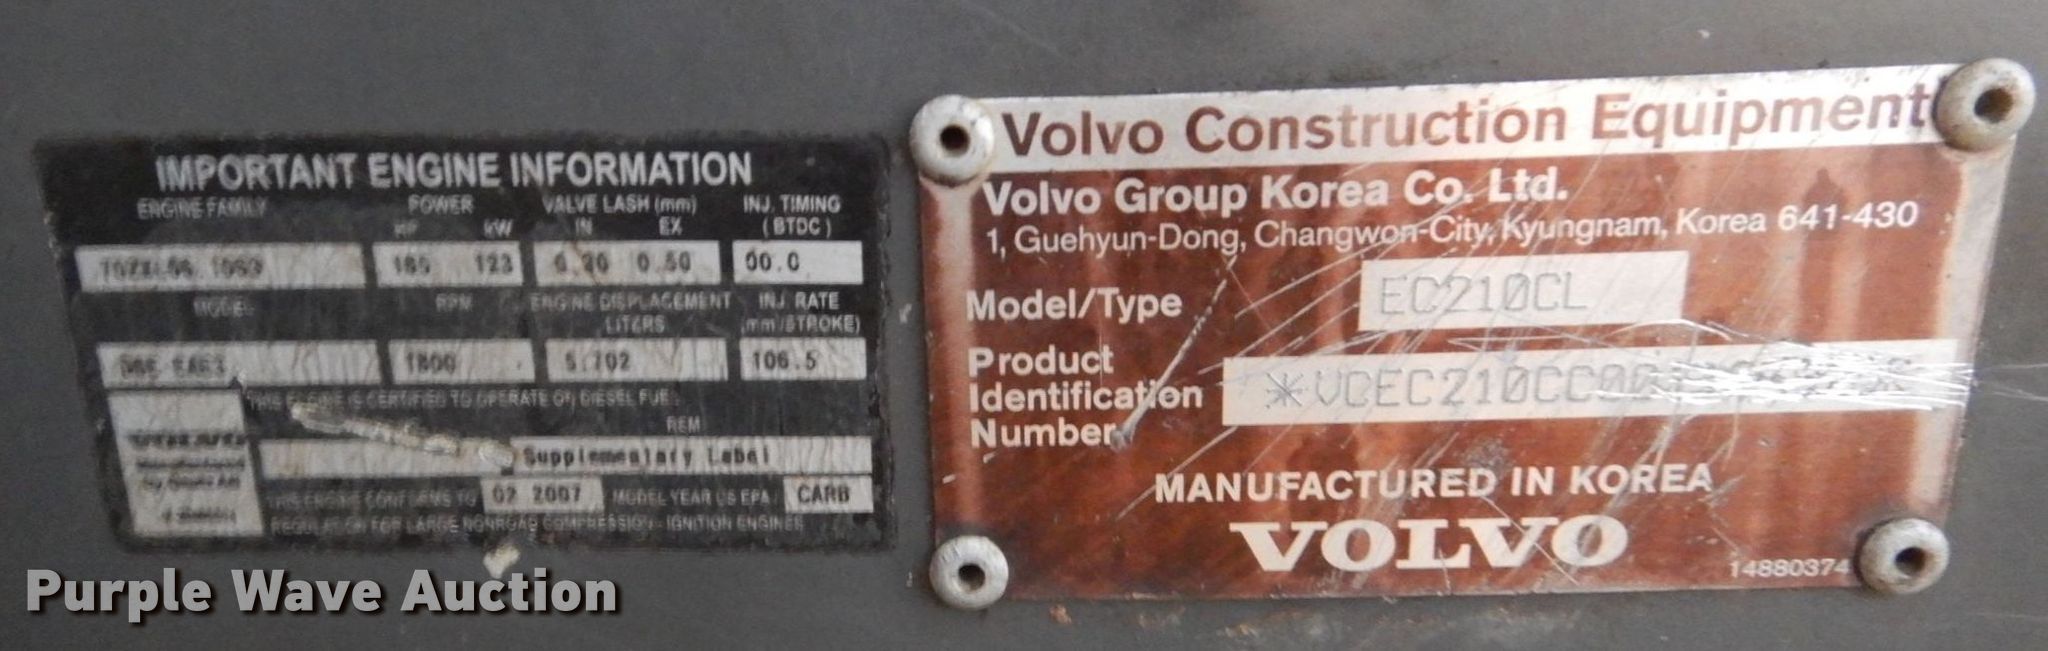 IMPORTANT ENGINE INFORMATION
ENGINE FAMILY POWER VALVE LASH (mm) INJ. TIMING
kW IN EX (BTDC)
123 0.20 0.50 00.0
MODEL RPM ENGINE DISPLACEMENT INJ. RATE
LITERS (mm /STROKE)
1800 5.702 106.5
THIS ENGINE IS CERTIFIED TO OPERATE ON DIESEL FUEL
REM
Supplementary Label
THIS ENGINE CONFORMS TO 02 2007 MODEL YEAR US EPA / CARB
REGULATION FOR LARGE NONROAD COMPRESSION - IGNITION ENGINES
Volvo Construction Equipment
Volvo Group Korea Co. Ltd.
1, Guehyun-Dong, Changwon-City, Kyungnam, Korea 641-430
Model/Type EC210CL
Product
Identification
Number
MANUFACTURED IN KOREA
VOLVO
14880374
Purple Wave Auction